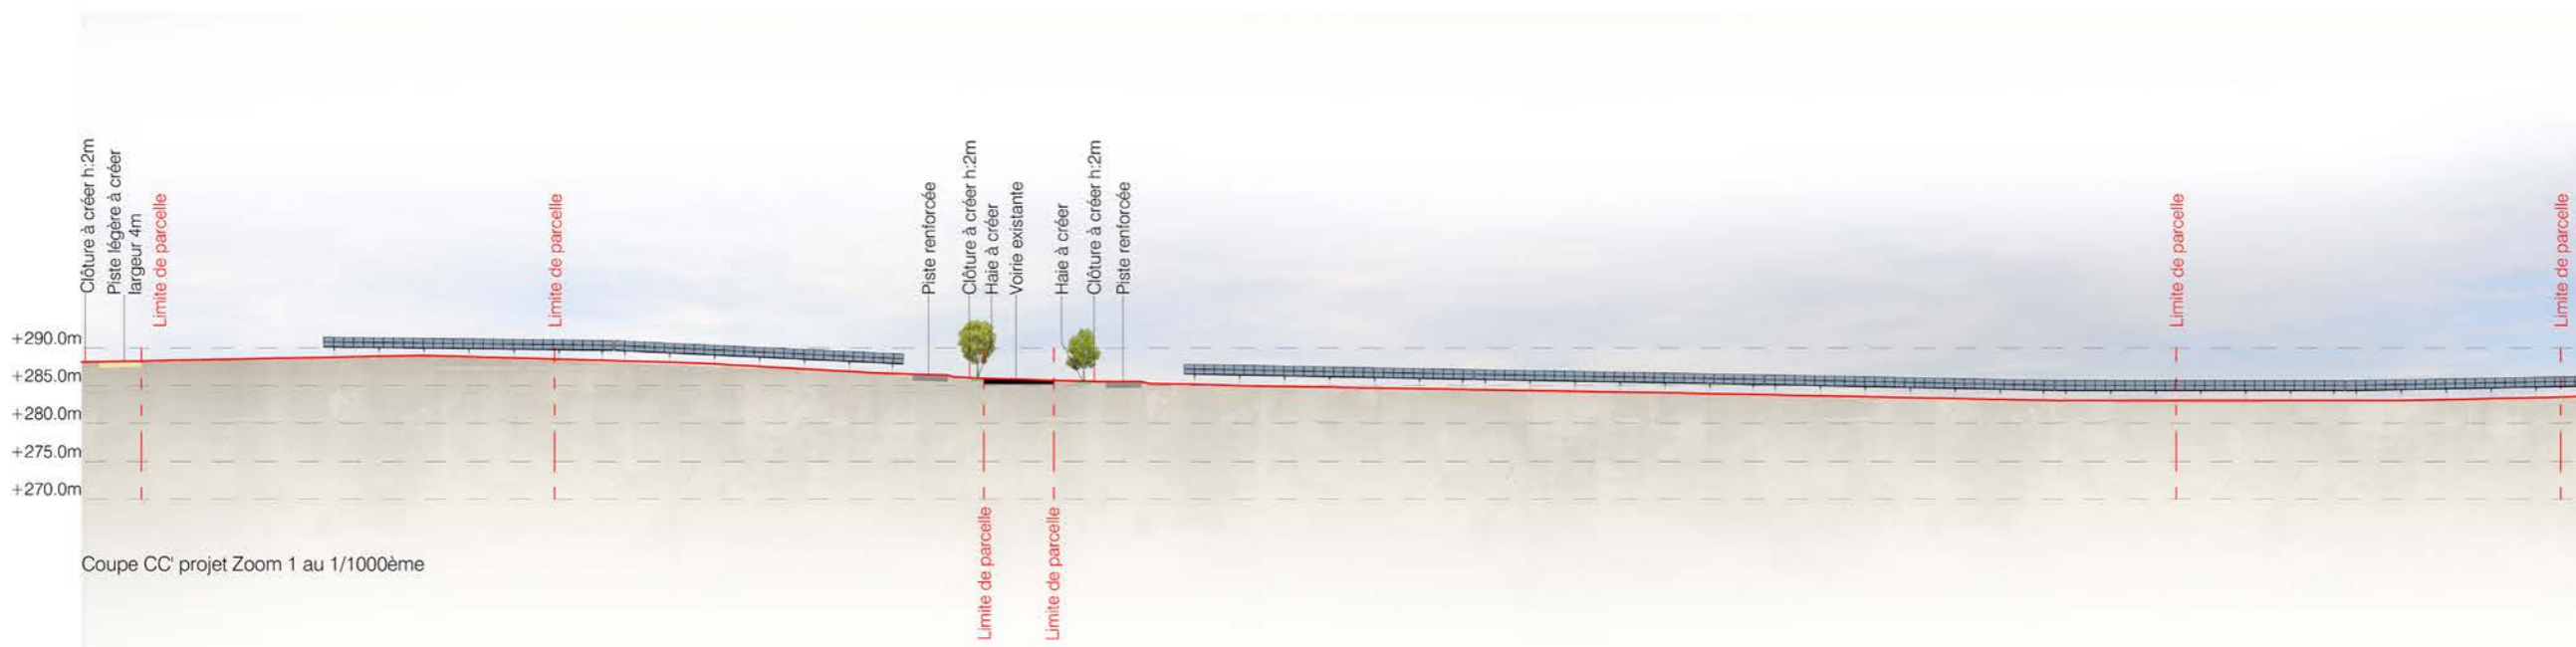 Clôture à créer h:2m
Piste légère à créer
largeur 4m
Limite de parcelle
Limite de parcelle
Piste renforcée
Clôture à créer h:2m
Haie à créer
Voirie existante
Haie à créer
Clôture à créer h:2m
Piste renforcée
Limite de parcelle
Limite de parcelle
+290.0m
+285.0m
+280.0m
+275.0m
+270.0m
Limite de parcelle
Limite de parcelle
Coupe CC' projet Zoom 1 au 1/1000ème